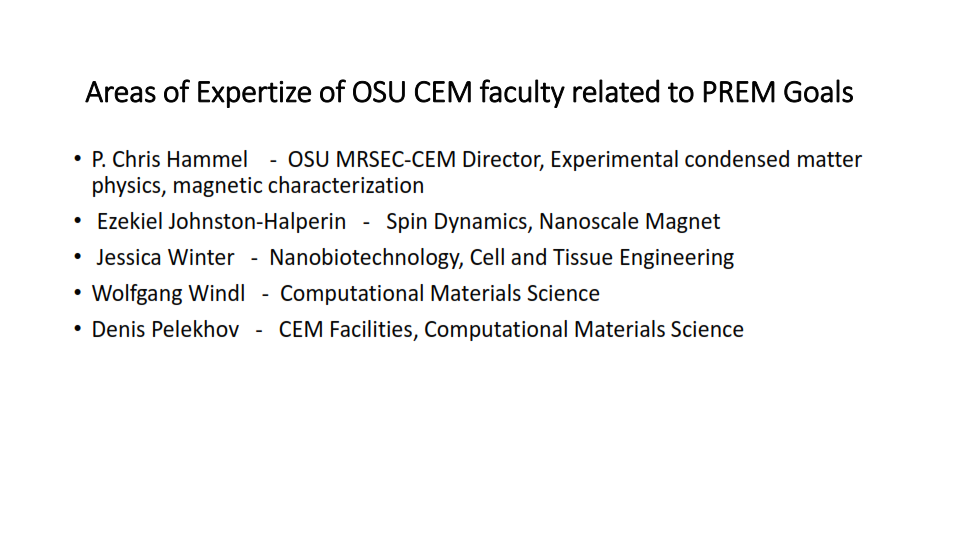 Areas of Expertize of OSU CEM faculty related to PREM Goals
• P. Chris Hammel - OSU MRSEC-CEM Director, Experimental condensed matter
physics, magnetic characterization
• Ezekiel Johnston-Halperin - Spin Dynamics, Nanoscale Magnet
• Jessica Winter - Nanobiotechnology, Cell and Tissue Engineering
• Wolfgang Windl - Computational Materials Science
• Denis Pelekhov - CEM Facilities, Computational Materials Science